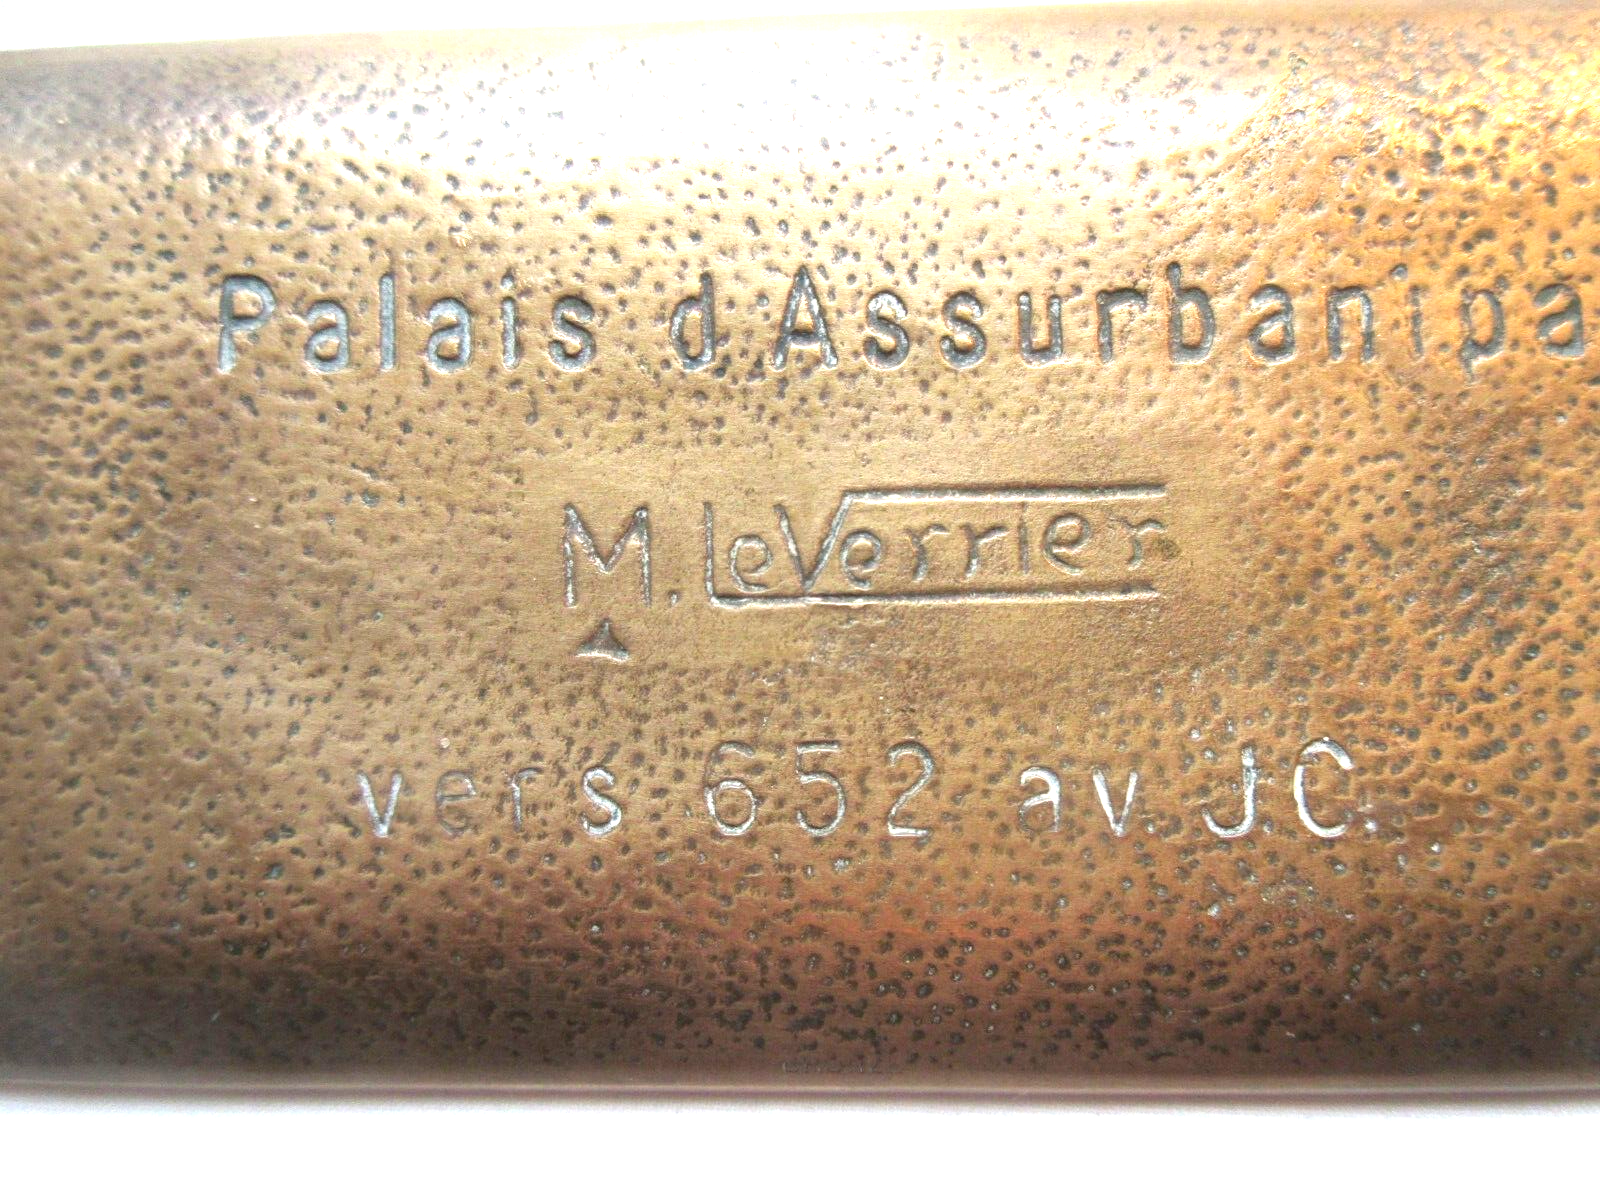 Palais d'Assurbanipa
M. LeVerrier
vers 652 av. J.C.